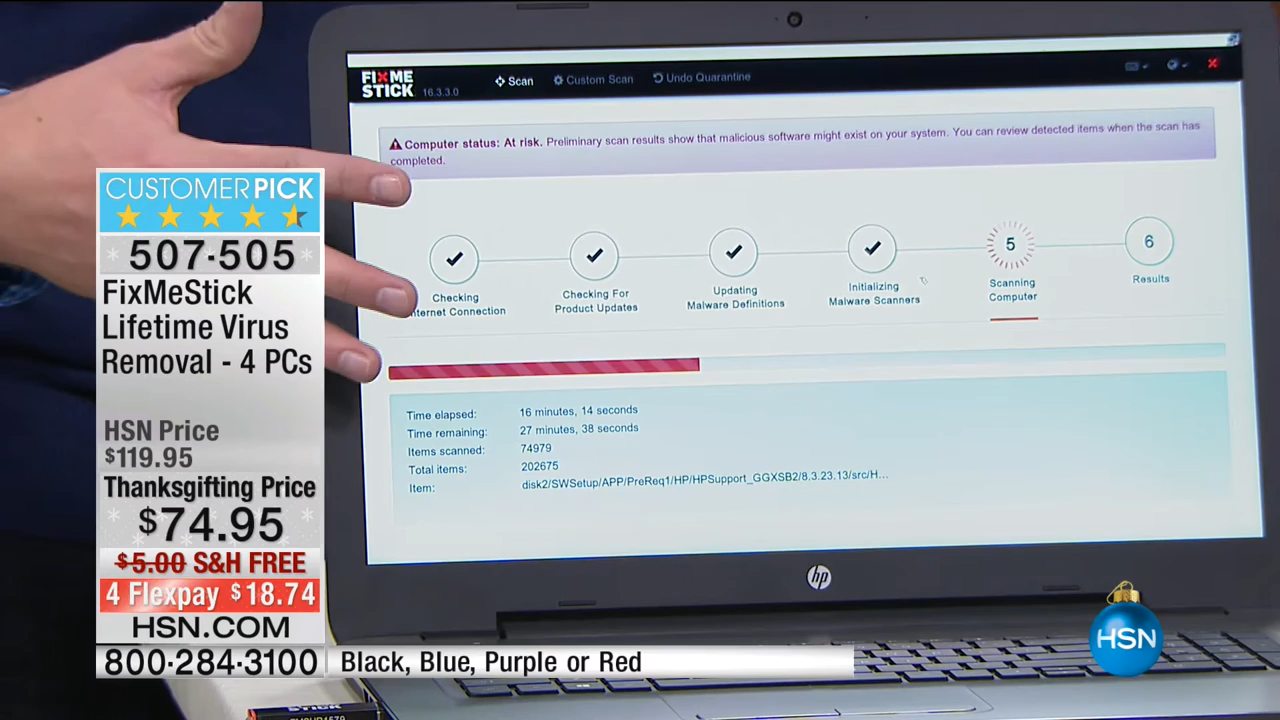 CUSTOMER PICK
507·505
FixMeStick
Lifetime Virus
Removal - 4 PCs
HSN Price
$119.95
Thanksgifting Price
$74.95
$5.00 S&H FREE
4 Flexpay $18.74
HSN.COM
800·284·3100
Black, Blue, Purple or Red
FIXME
STICK
16.3.3.0
Scan
Custom Scan
Undo Quarantine
Computer status: At risk. Preliminary scan results show that malicious software might exist on your system. You can review detected items when the scan has
completed.
5
6
Checking
Internet Connection
Checking For
Product Updates
Updating
Malware Definitions
Initializing
Malware Scanners
Scanning
Computer
Results
Time elapsed: 16 minutes, 14 seconds
Time remaining: 27 minutes, 38 seconds
Items scanned: 74979
Total items: 202675
Item: disk2/SWSetup/APP/PreReq1/HP/HPSupport_GGXSB2/8.3.23.13/src/H...
hp
HSN
STICK